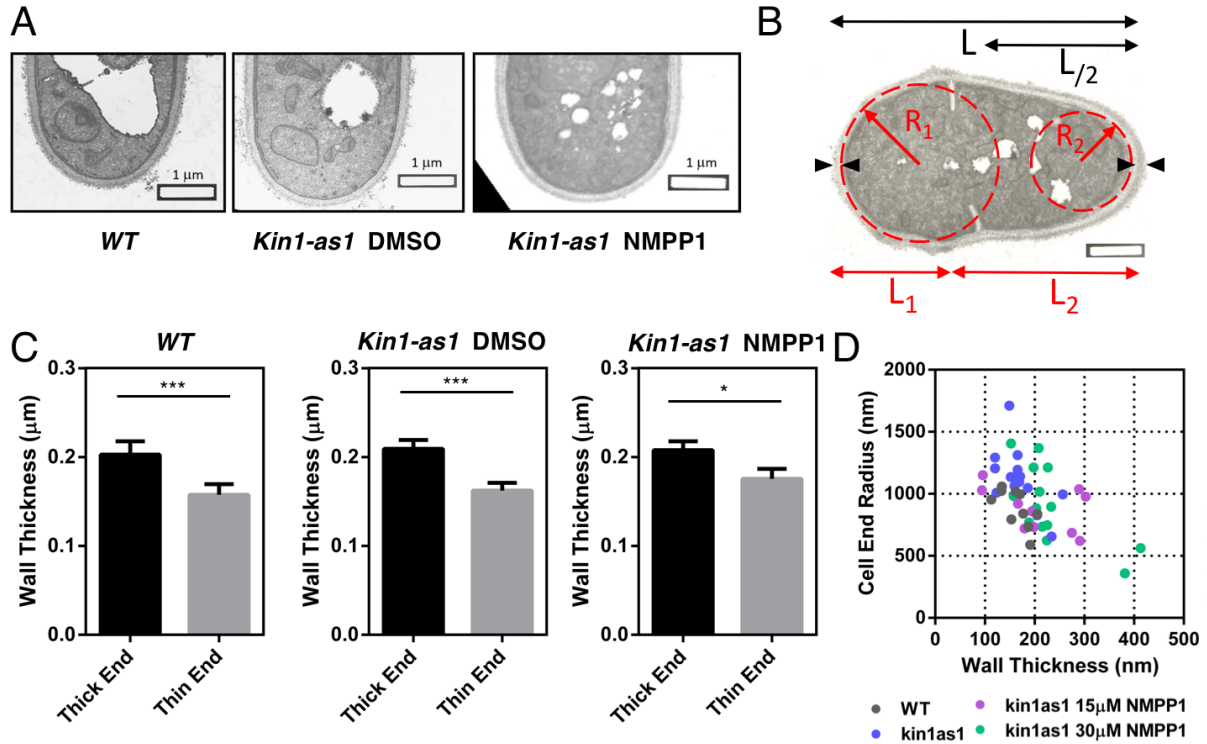 A
1 μm
1 μm
1 μm
WT
Kin1-as1 DMSO
Kin1-as1 NMPP1
B
L
L/2
R1
R2
L1
L2
C
WT
Wall Thickness (μm)
0.3
0.2
0.1
0.0
***
Thick End
Thin End
Kin1-as1 DMSO
Wall Thickness (μm)
0.3
0.2
0.1
0.0
***
Thick End
Thin End
Kin1-as1 NMPP1
Wall Thickness (μm)
0.3
0.2
0.1
0.0
*
Thick End
Thin End
D
Cell End Radius (nm)
2000
1500
1000
500
0
0 100 200 300 400 500
Wall Thickness (nm)
WT
kin1as1
kin1as1 15μM NMPP1
kin1as1 30μM NMPP1